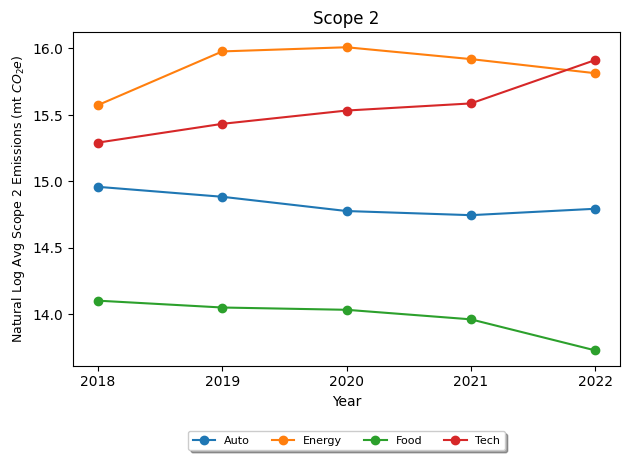 Scope 2
Natural Log Avg Scope 2 Emissions (mt CO₂e)
16.0
15.5
15.0
14.5
14.0
2018 2019 2020 2021 2022
Year
Auto Energy Food Tech